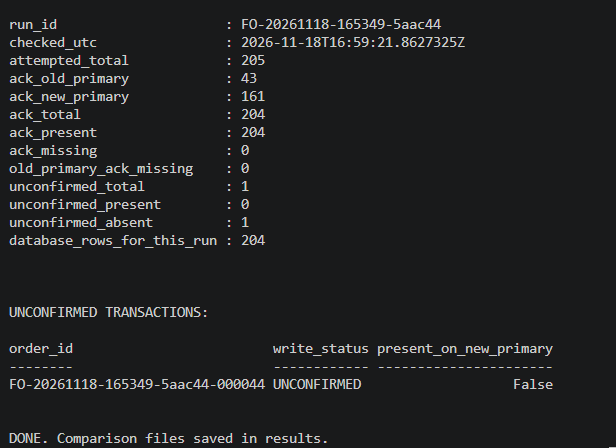 run_id : FO-20261118-165349-5aac44
checked_utc : 2026-11-18T16:59:21.8627325Z
attempted_total : 205
ack_old_primary : 43
ack_new_primary : 161
ack_total : 204
ack_present : 204
ack_missing : 0
old_primary_ack_missing : 0
unconfirmed_total : 1
unconfirmed_present : 0
unconfirmed_absent : 1
database_rows_for_this_run : 204
UNCONFIRMED TRANSACTIONS:
order_id write_status present_on_new_primary
-------- ------------ ----------------------
FO-20261118-165349-5aac44-000044 UNCONFIRMED False
DONE. Comparison files saved in results.